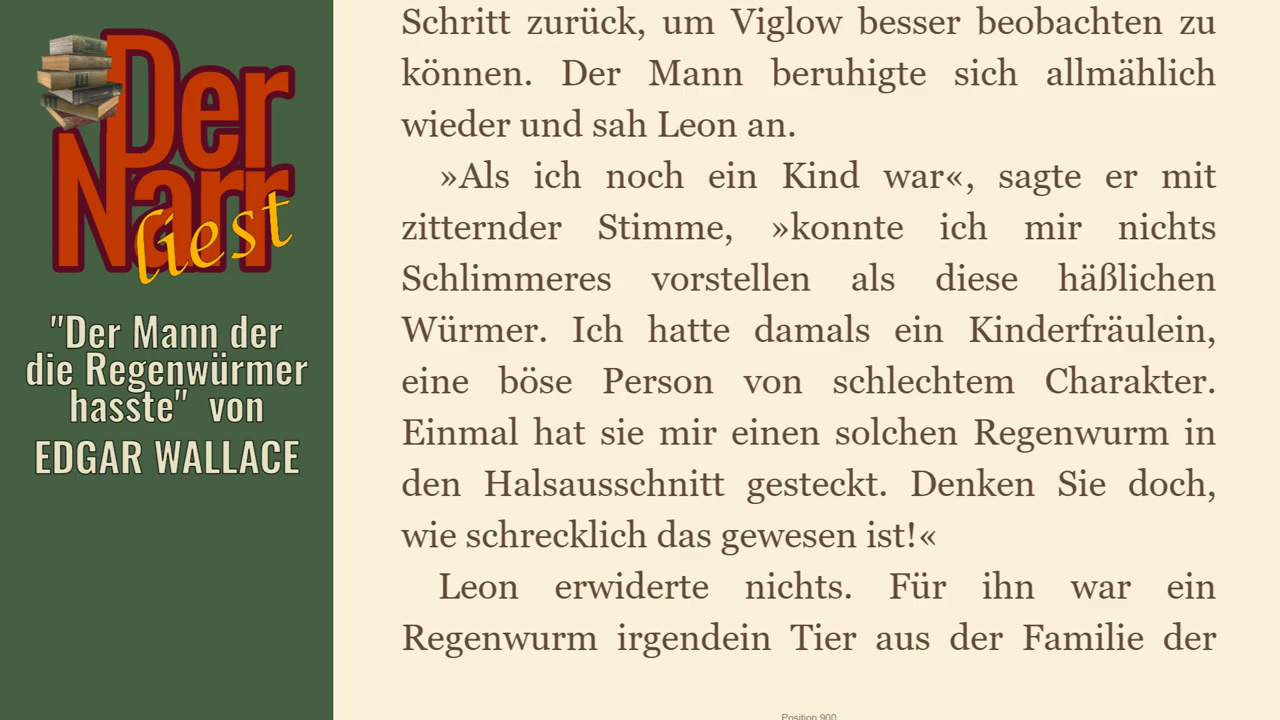 Der
Narr
liest
"Der Mann der
die Regenwürmer
hasste" von
EDGAR WALLACE
Schritt zurück, um Viglow besser beobachten zu
können. Der Mann beruhigte sich allmählich
wieder und sah Leon an.
»Als ich noch ein Kind war«, sagte er mit
zitternder Stimme, »konnte ich mir nichts
Schlimmeres vorstellen als diese häßlichen
Würmer. Ich hatte damals ein Kinderfräulein,
eine böse Person von schlechtem Charakter.
Einmal hat sie mir einen solchen Regenwurm in
den Halsausschnitt gesteckt. Denken Sie doch,
wie schrecklich das gewesen ist!«
Leon erwiderte nichts. Für ihn war ein
Regenwurm irgendein Tier aus der Familie der
Position 900